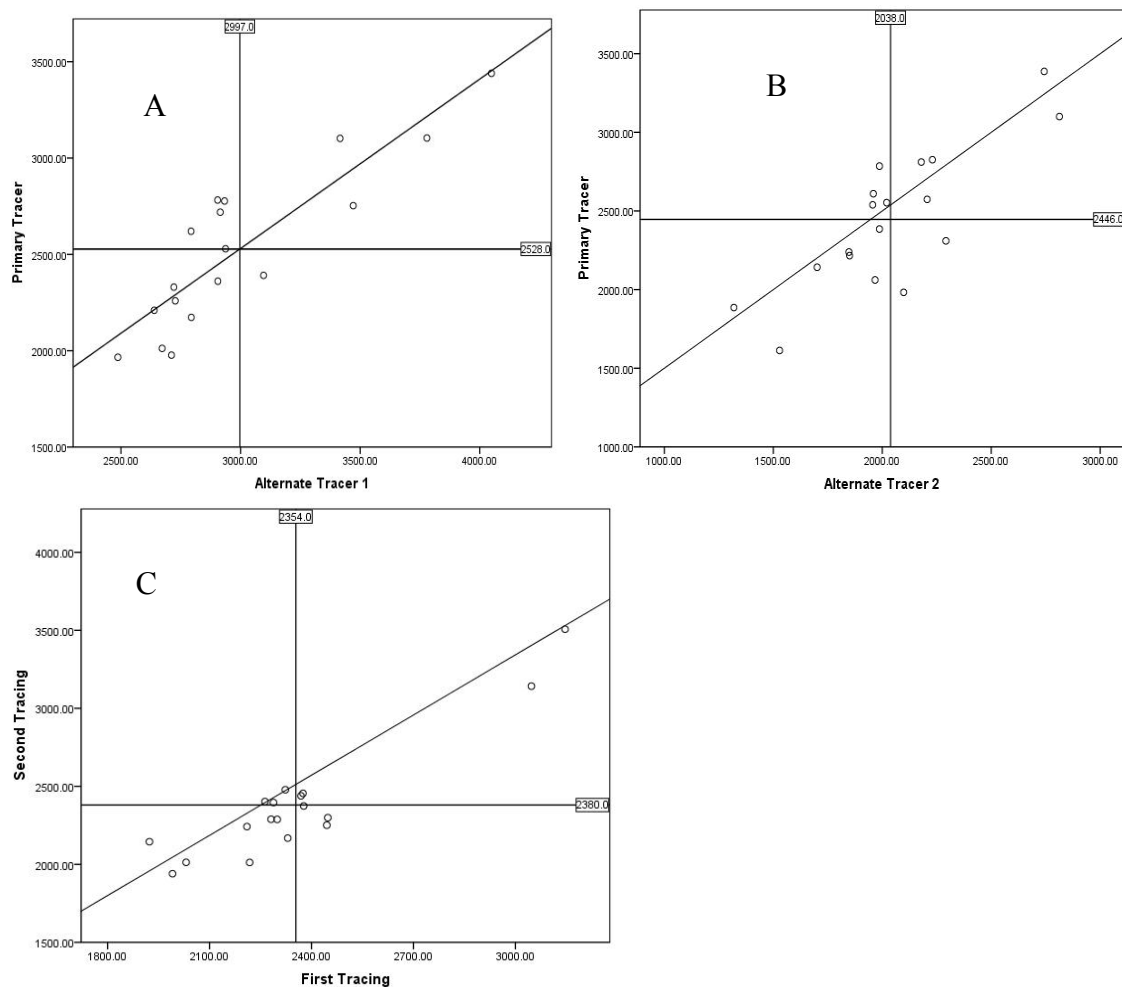 2997.0
A
3500.00
3000.00
2500.00
2000.00
1500.00
Primary Tracer
2528.0
2500.00 3000.00 3500.00 4000.00
Alternate Tracer 1
2038.0
B
3500.00
3000.00
2500.00
2000.00
1500.00
1000.00
Primary Tracer
2446.0
1000.00 1500.00 2000.00 2500.00 3000.00
Alternate Tracer 2
2354.0
C
4000.00
3500.00
3000.00
2500.00
2000.00
1500.00
Second Tracing
2380.0
1800.00 2100.00 2400.00 2700.00 3000.00
First Tracing